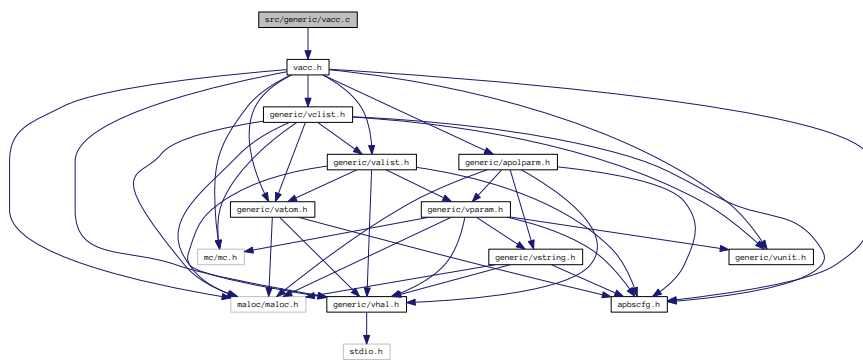 src/generic/vacc.c
vacc.h
generic/vclist.h
generic/valist.h
generic/apolparm.h
generic/vatom.h
generic/vparam.h
mc/mc.h
generic/vstring.h
generic/vunit.h
maloc/maloc.h
generic/vhal.h
apbscfg.h
stdio.h